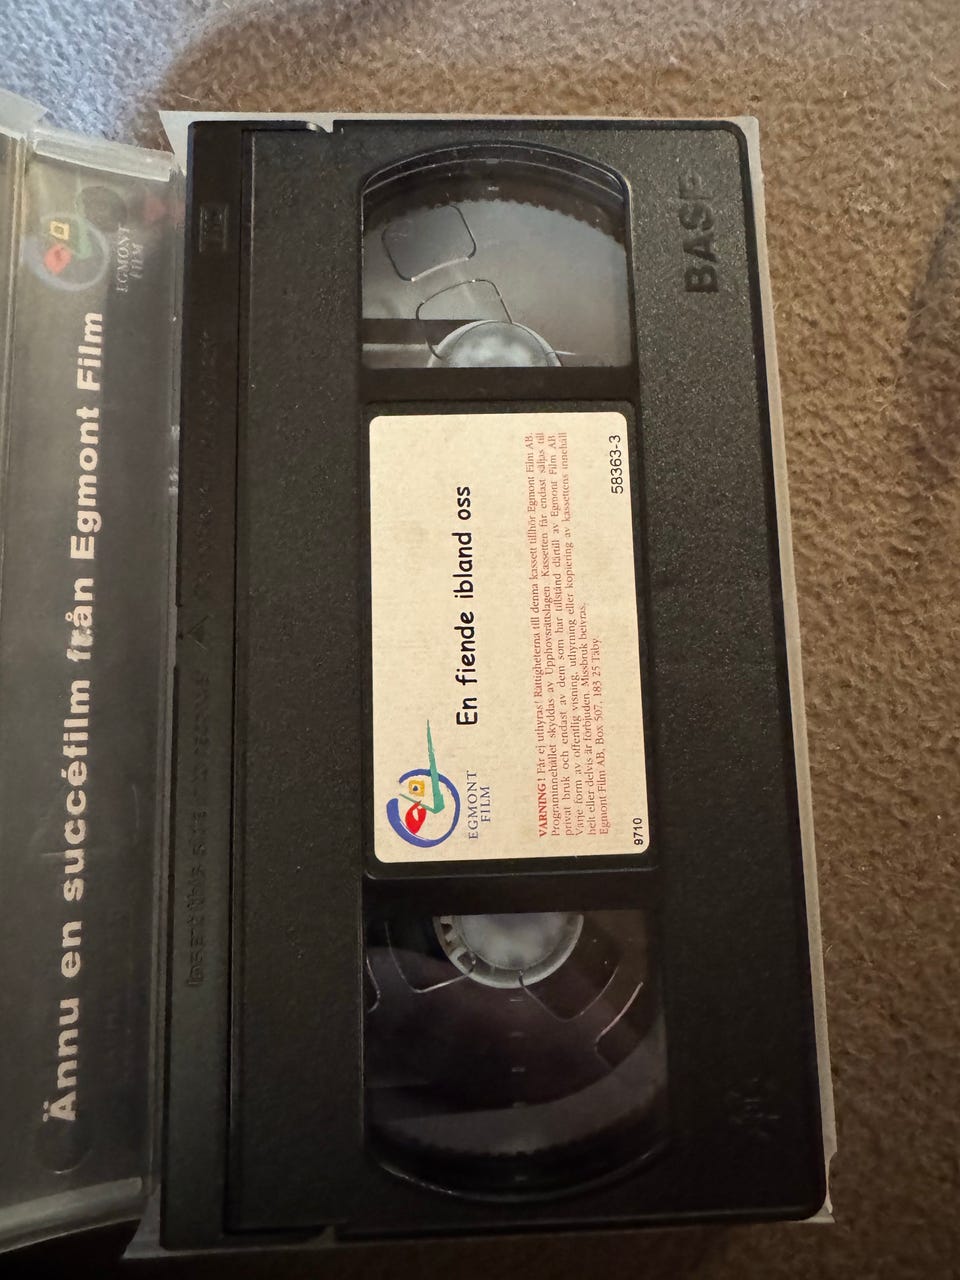 Ännu en succéfilm från Egmont Film
EGMONT
FILM
BASF
EGMONT
FILM
En fiende ibland oss
VARNING! Får ej uthyras! Rättigheterna till denna kassett tillhör Egmont Film AB.
Programinnehållet skyddas av Upphovsrättslagen. Kassetten får endast säljas till
privat bruk och endast av dem som har tillstånd därtill av Egmont Film AB.
Varje form av offentlig visning, uthyrning eller kopiering av kassettens innehåll
helt eller delvis är förbjuden. Missbruk beivras.
Egmont Film AB, Box 507, 183 25 Täby
9710
58363-3